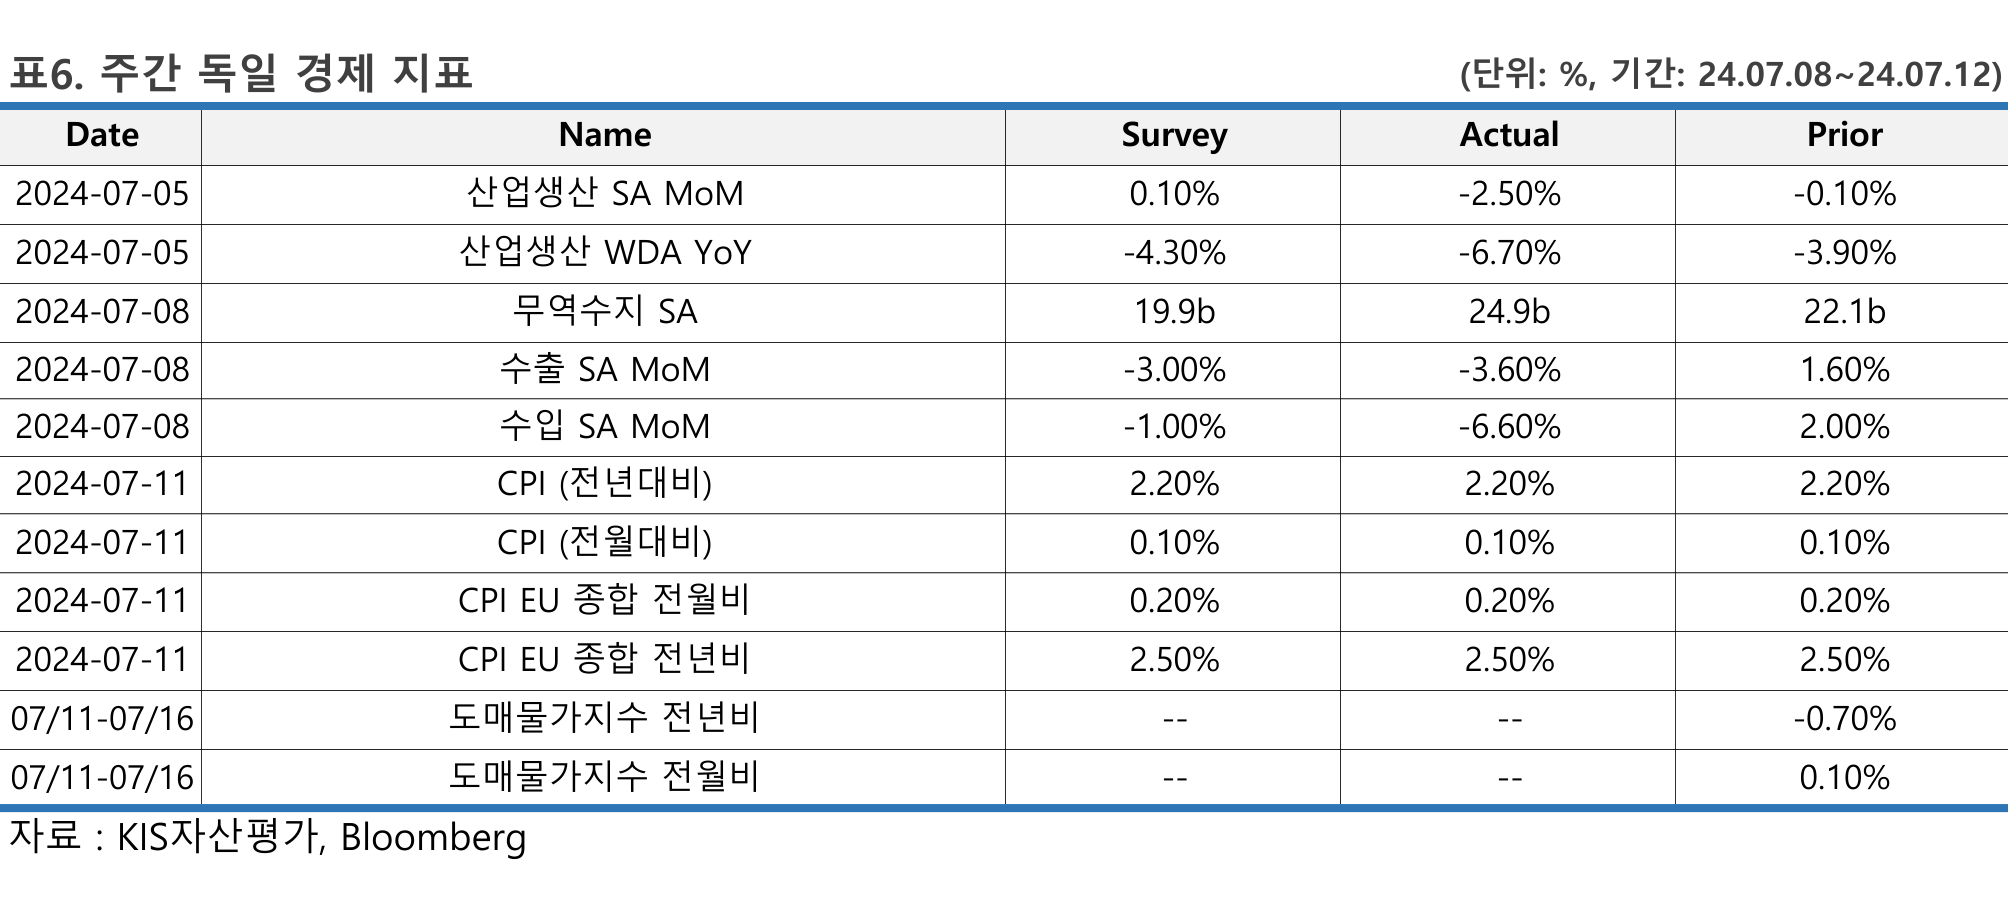 표6. 주간 독일 경제 지표 (단위: %, 기간: 24.07.08~24.07.12)
Date Name Survey Actual Prior
2024-07-05 산업생산 SA MoM 0.10% -2.50% -0.10%
2024-07-05 산업생산 WDA YoY -4.30% -6.70% -3.90%
2024-07-08 무역수지 SA 19.9b 24.9b 22.1b
2024-07-08 수출 SA MoM -3.00% -3.60% 1.60%
2024-07-08 수입 SA MoM -1.00% -6.60% 2.00%
2024-07-11 CPI (전년대비) 2.20% 2.20% 2.20%
2024-07-11 CPI (전월대비) 0.10% 0.10% 0.10%
2024-07-11 CPI EU 종합 전월비 0.20% 0.20% 0.20%
2024-07-11 CPI EU 종합 전년비 2.50% 2.50% 2.50%
07/11-07/16 도매물가지수 전년비 -- -- -0.70%
07/11-07/16 도매물가지수 전월비 -- -- 0.10%
자료 : KIS자산평가, Bloomberg